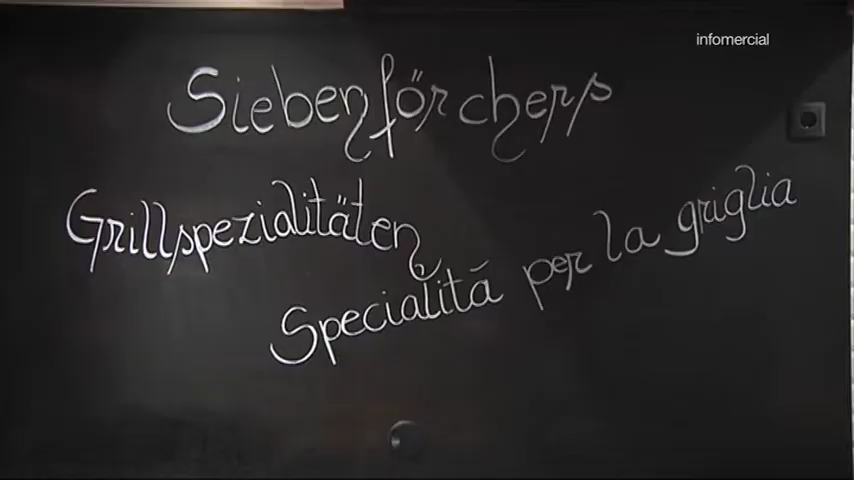 infomercial
Siebenförchers
Grillspezialitäten
Specialitá per la griglia